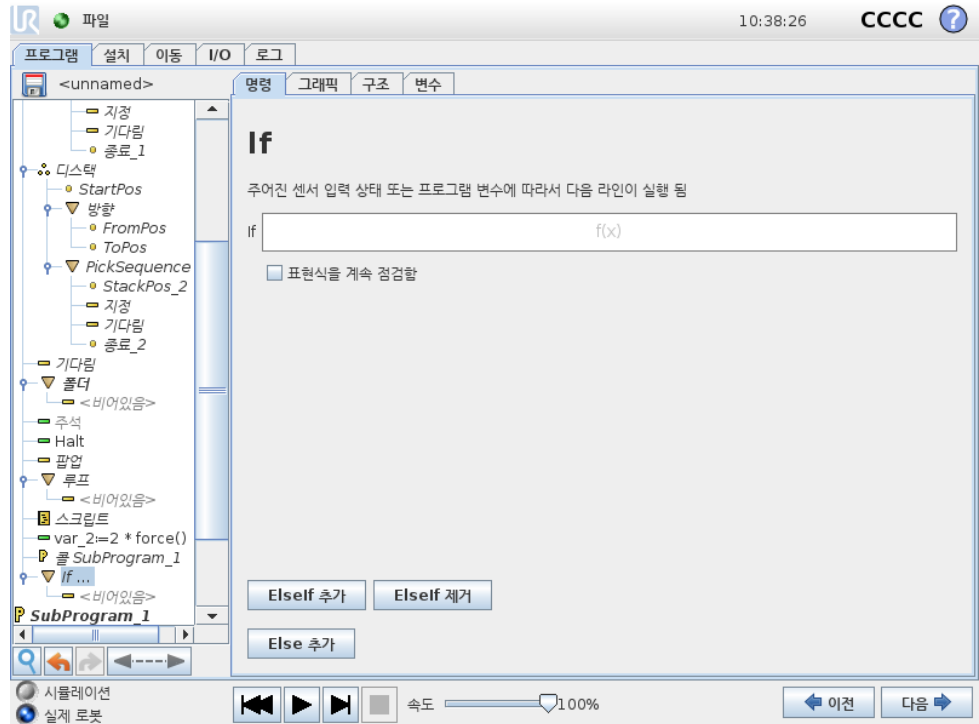 UR 파일 10:38:26 CCCC ?
프로그램 설치 이동 I/O 로그
<unnamed>
지정
기다림
종료_1
디스택
StartPos
방향
FromPos
ToPos
PickSequence
StackPos_2
지정
기다림
종료_2
기다림
폴더
<비어있음>
주석
Halt
팝업
루프
<비어있음>
스크립트
var_2:=2 * force()
P 콜 SubProgram_1
If ...
<비어있음>
P SubProgram_1
명령 그래픽 구조 변수
If
주어진 센서 입력 상태 또는 프로그램 변수에 따라서 다음 라인이 실행 됨
If f(x)
표현식을 계속 점검함
ElseIf 추가 ElseIf 제거
Else 추가
시뮬레이션
실제 로봇
속도 100%
이전 다음